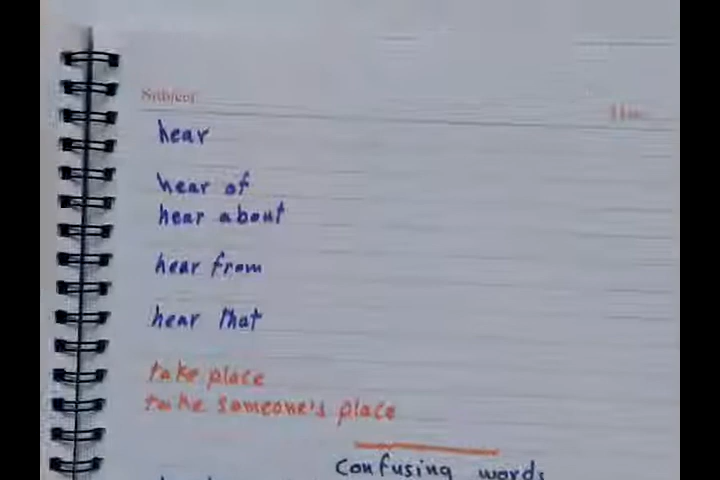 Subject
hear
hear of
hear about
hear from
hear that
take place
take someone's place
Confusing words